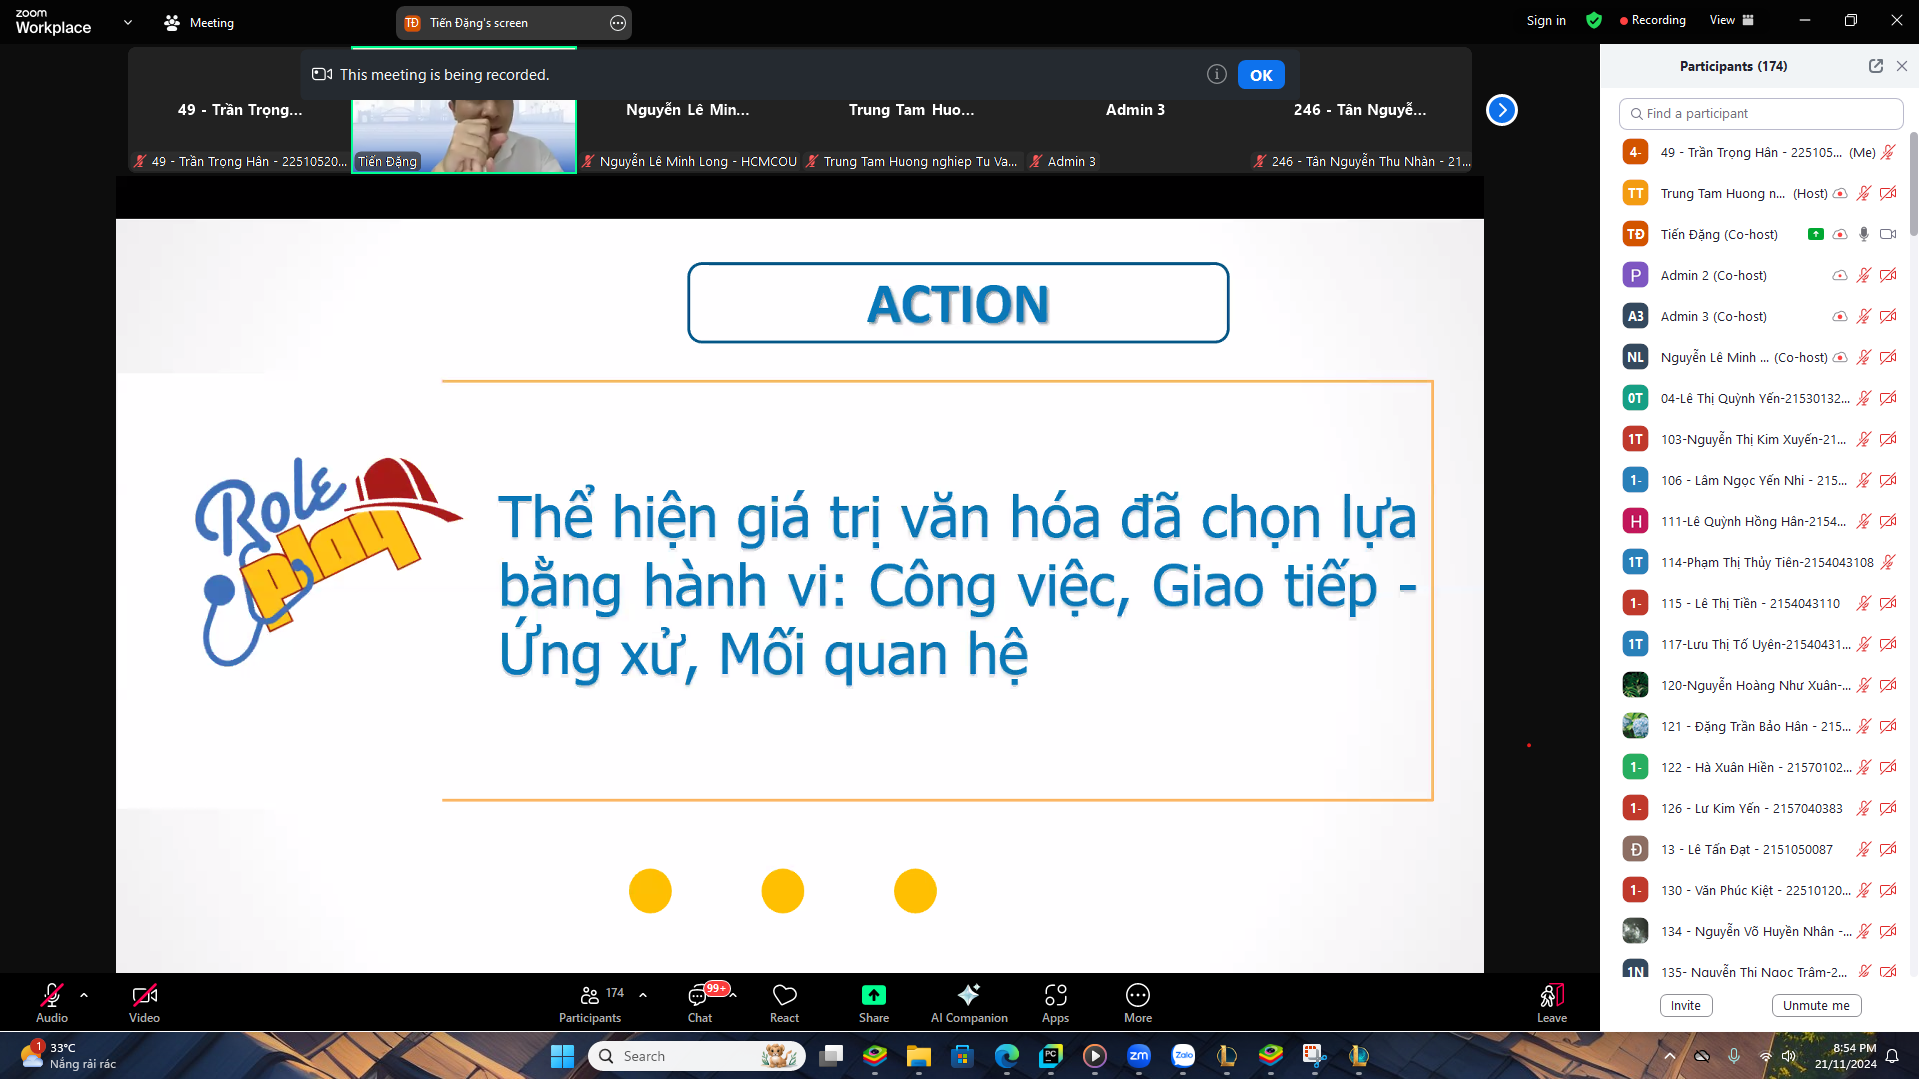 zoom
Workplace
Meeting
TĐ Tiến Đặng's screen
Sign in
Recording
View
This meeting is being recorded.
OK
49 - Trần Trọng...
Nguyễn Lê Min...
Trung Tam Huo...
Admin 3
246 - Tân Nguyễ...
49 - Trần Trọng Hân - 22510520...
Tiến Đặng
Nguyễn Lê Minh Long - HCMCOU
Trung Tam Huong nghiep Tu Va...
Admin 3
246 - Tân Nguyễn Thu Nhàn - 21...
ACTION
Role
play
Thể hiện giá trị văn hóa đã chọn lựa
bằng hành vi: Công việc, Giao tiếp -
Ứng xử, Mối quan hệ
Participants (174)
Find a participant
4- 49 - Trần Trọng Hân - 225105... (Me)
TT Trung Tam Huong n... (Host)
TĐ Tiến Đặng (Co-host)
P Admin 2 (Co-host)
A3 Admin 3 (Co-host)
NL Nguyễn Lê Minh ... (Co-host)
0T 04-Lê Thị Quỳnh Yến-21530132...
1T 103-Nguyễn Thị Kim Xuyến-21...
1- 106 - Lâm Ngọc Yến Nhi - 215...
H 111-Lê Quỳnh Hồng Hân-2154...
1T 114-Phạm Thị Thủy Tiên-2154043108
1- 115 - Lê Thị Tiền - 2154043110
1T 117-Lưu Thị Tố Uyên-21540431...
120-Nguyễn Hoàng Như Xuân-...
121 - Đặng Trần Bảo Hân - 215...
1- 122 - Hà Xuân Hiền - 21570102...
1- 126 - Lư Kim Yến - 2157040383
Đ 13 - Lê Tấn Đạt - 2151050087
1- 130 - Văn Phúc Kiệt - 22510120...
134 - Nguyễn Võ Huyền Nhân -...
1N 135- Nguyễn Thị Ngọc Trâm-2...
Invite
Unmute me
Audio
Video
174
Participants
99+
Chat
React
Share
AI Companion
Apps
More
Leave
1
33°C
Nắng rải rác
Search
PC
zm
Zalo
8:54 PM
21/11/2024